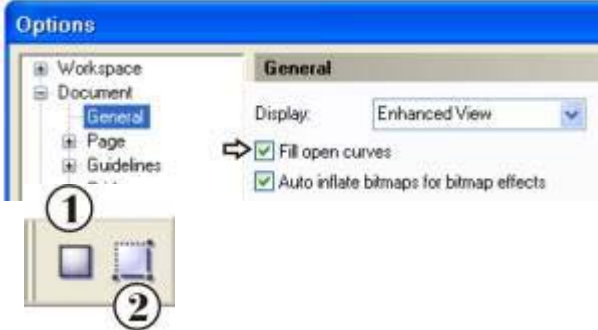 Options
Workspace
General
Document
General
Display: Enhanced View
Page
Fill open curves
Guidelines
Auto inflate bitmaps for bitmap effects
1
2